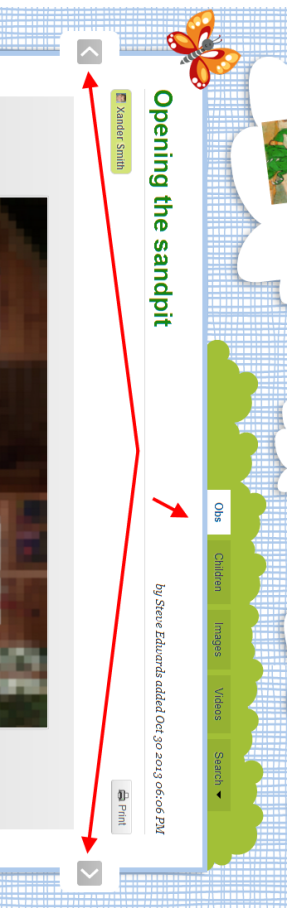 Obs Children Images Videos Search
Opening the sandpit
by Steve Edwards added Oct 30 2013 06:06 PM
Xander Smith
Print